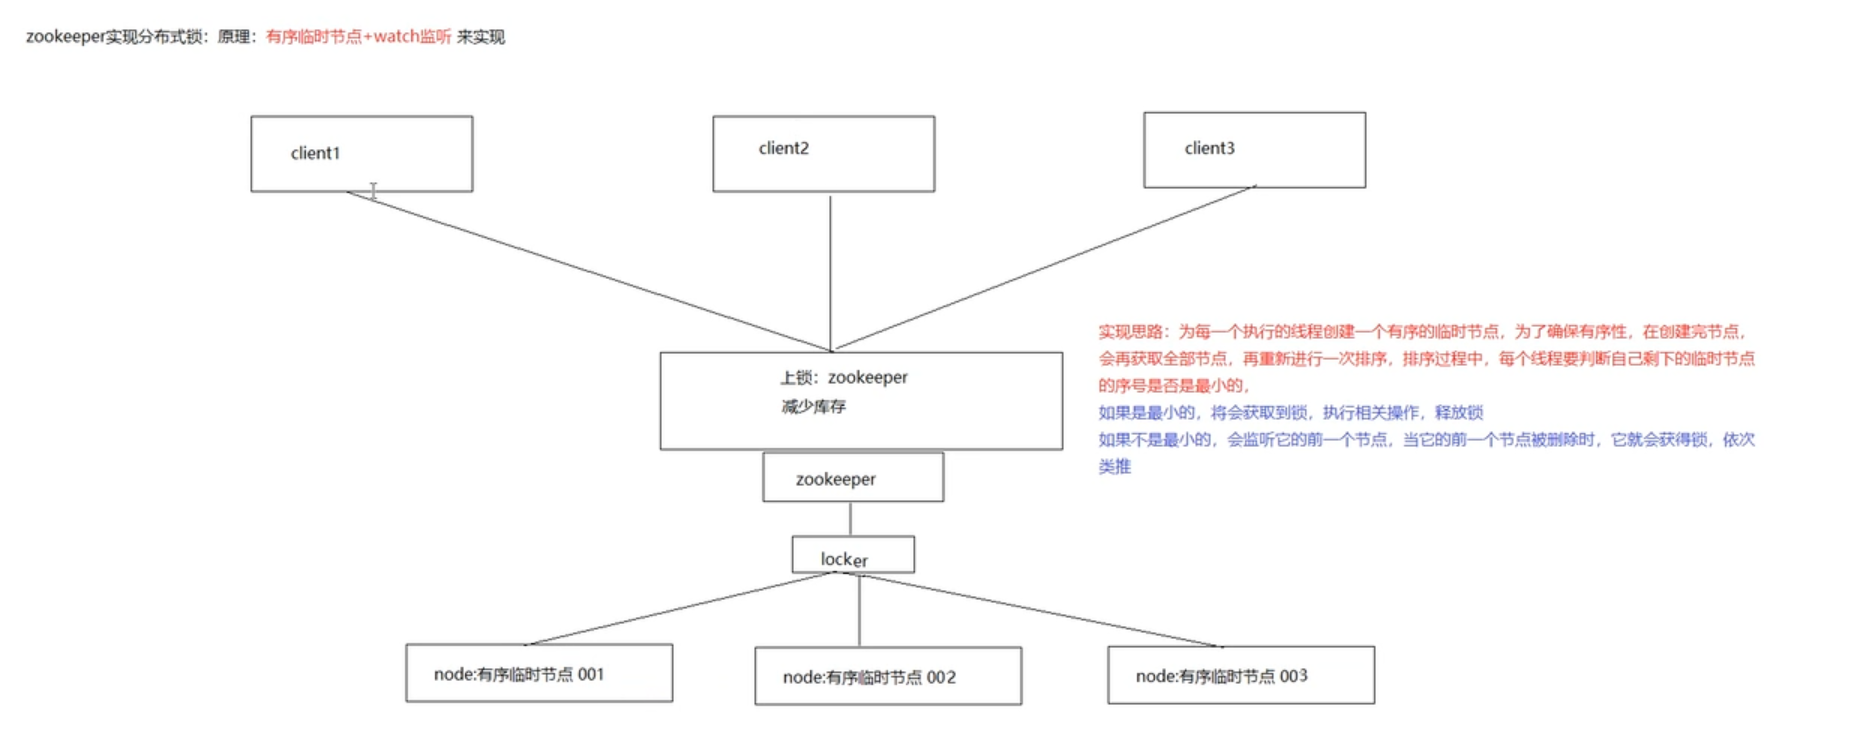 zookeeper实现分布式锁：原理：有序临时节点+watch监听 来实现
client1
client2
client3
上锁：zookeeper
减少库存
实现思路：为每一个执行的线程创建一个有序的临时节点，为了确保有序性，在创建完节点，
会再获取全部节点，再重新进行一次排序，排序过程中，每个线程要判断自己剩下的临时节点
的序号是否是最小的，
如果是最小的，将会获取到锁，执行相关操作，释放锁
如果不是最小的，会监听它的前一个节点，当它的前一个节点被删除时，它就会获得锁，依次
类推
zookeeper
locker
node:有序临时节点 001
node:有序临时节点 002
node:有序临时节点 003